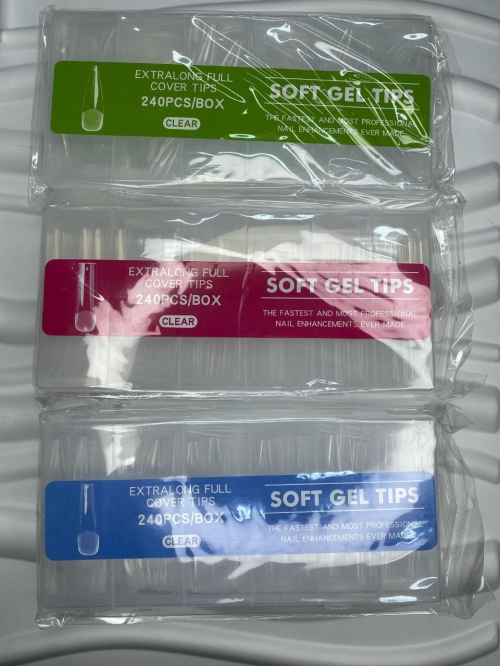 EXTRALONG FULL
COVER TIPS
240PCS/BOX
CLEAR
SOFT GEL TIPS
THE FASTEST AND MOST PROFESSIONAL
NAIL ENHANCEMENTS EVER MADE
EXTRALONG FULL
COVER TIPS
240PCS/BOX
CLEAR
SOFT GEL TIPS
THE FASTEST AND MOST PROFESSIONAL
NAIL ENHANCEMENTS EVER MADE
EXTRALONG FULL
COVER TIPS
240PCS/BOX
CLEAR
SOFT GEL TIPS
THE FASTEST AND MOST PROFESSIONAL
NAIL ENHANCEMENTS EVER MADE